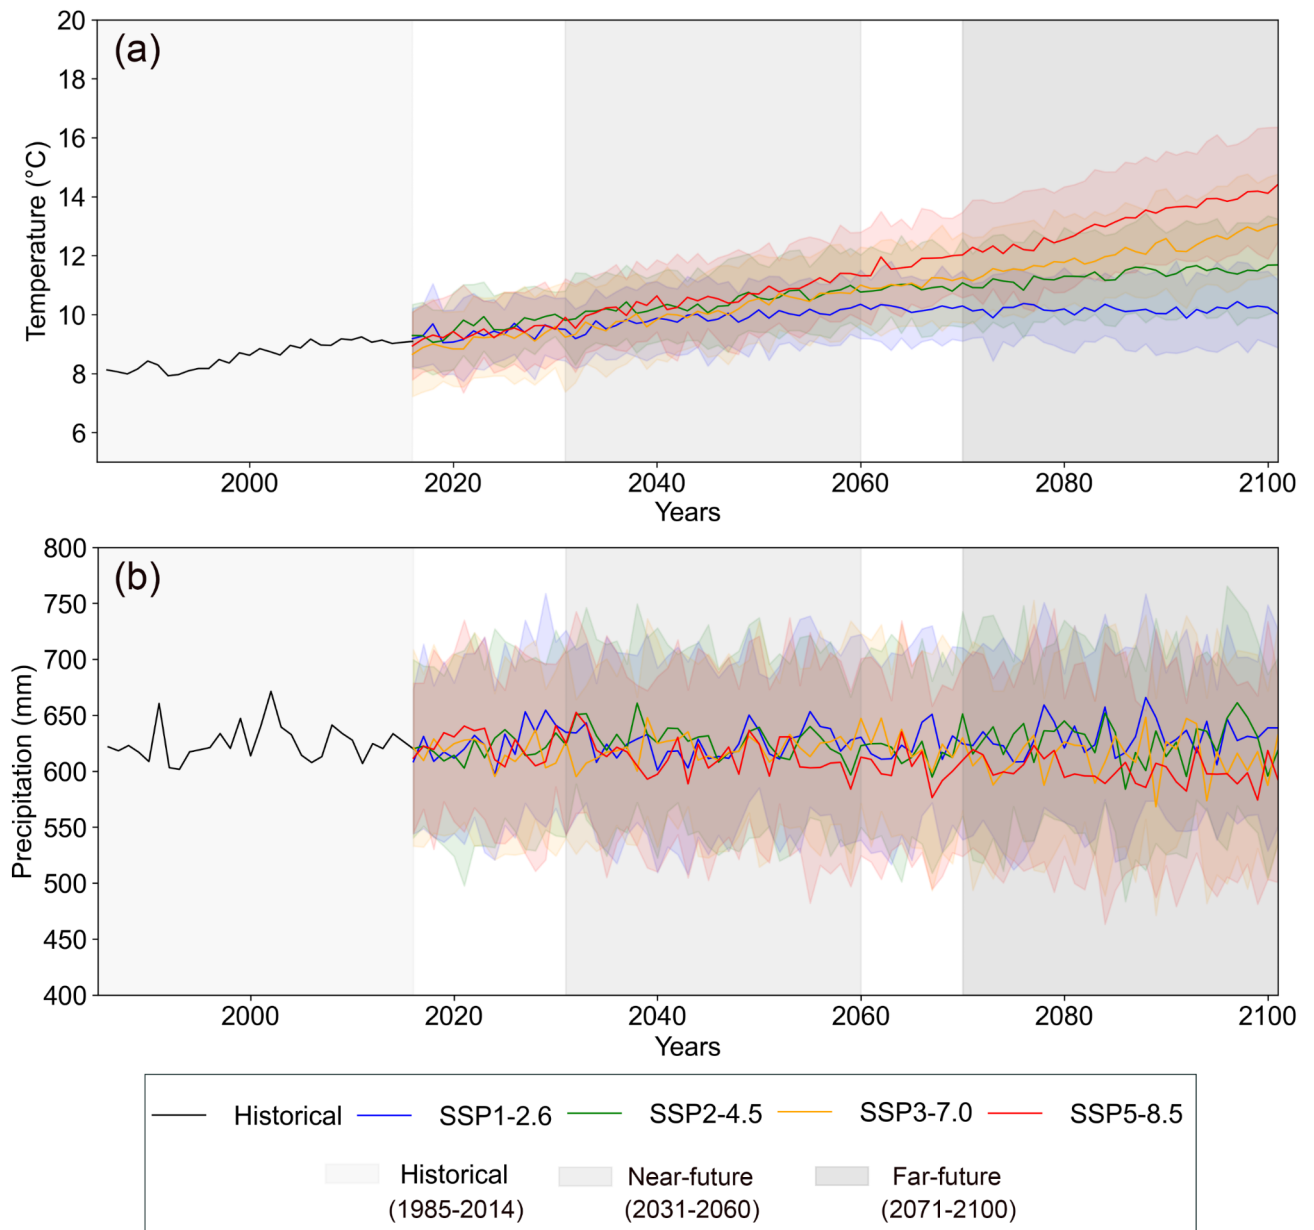 (a)
20
18
16
14
12
10
8
6
Temperature (°C)
2000 2020 2040 2060 2080 2100
Years
(b)
800
750
700
650
600
550
500
450
400
Precipitation (mm)
2000 2020 2040 2060 2080 2100
Years
Historical SSP1-2.6 SSP2-4.5 SSP3-7.0 SSP5-8.5
Historical Near-future Far-future
(1985-2014) (2031-2060) (2071-2100)